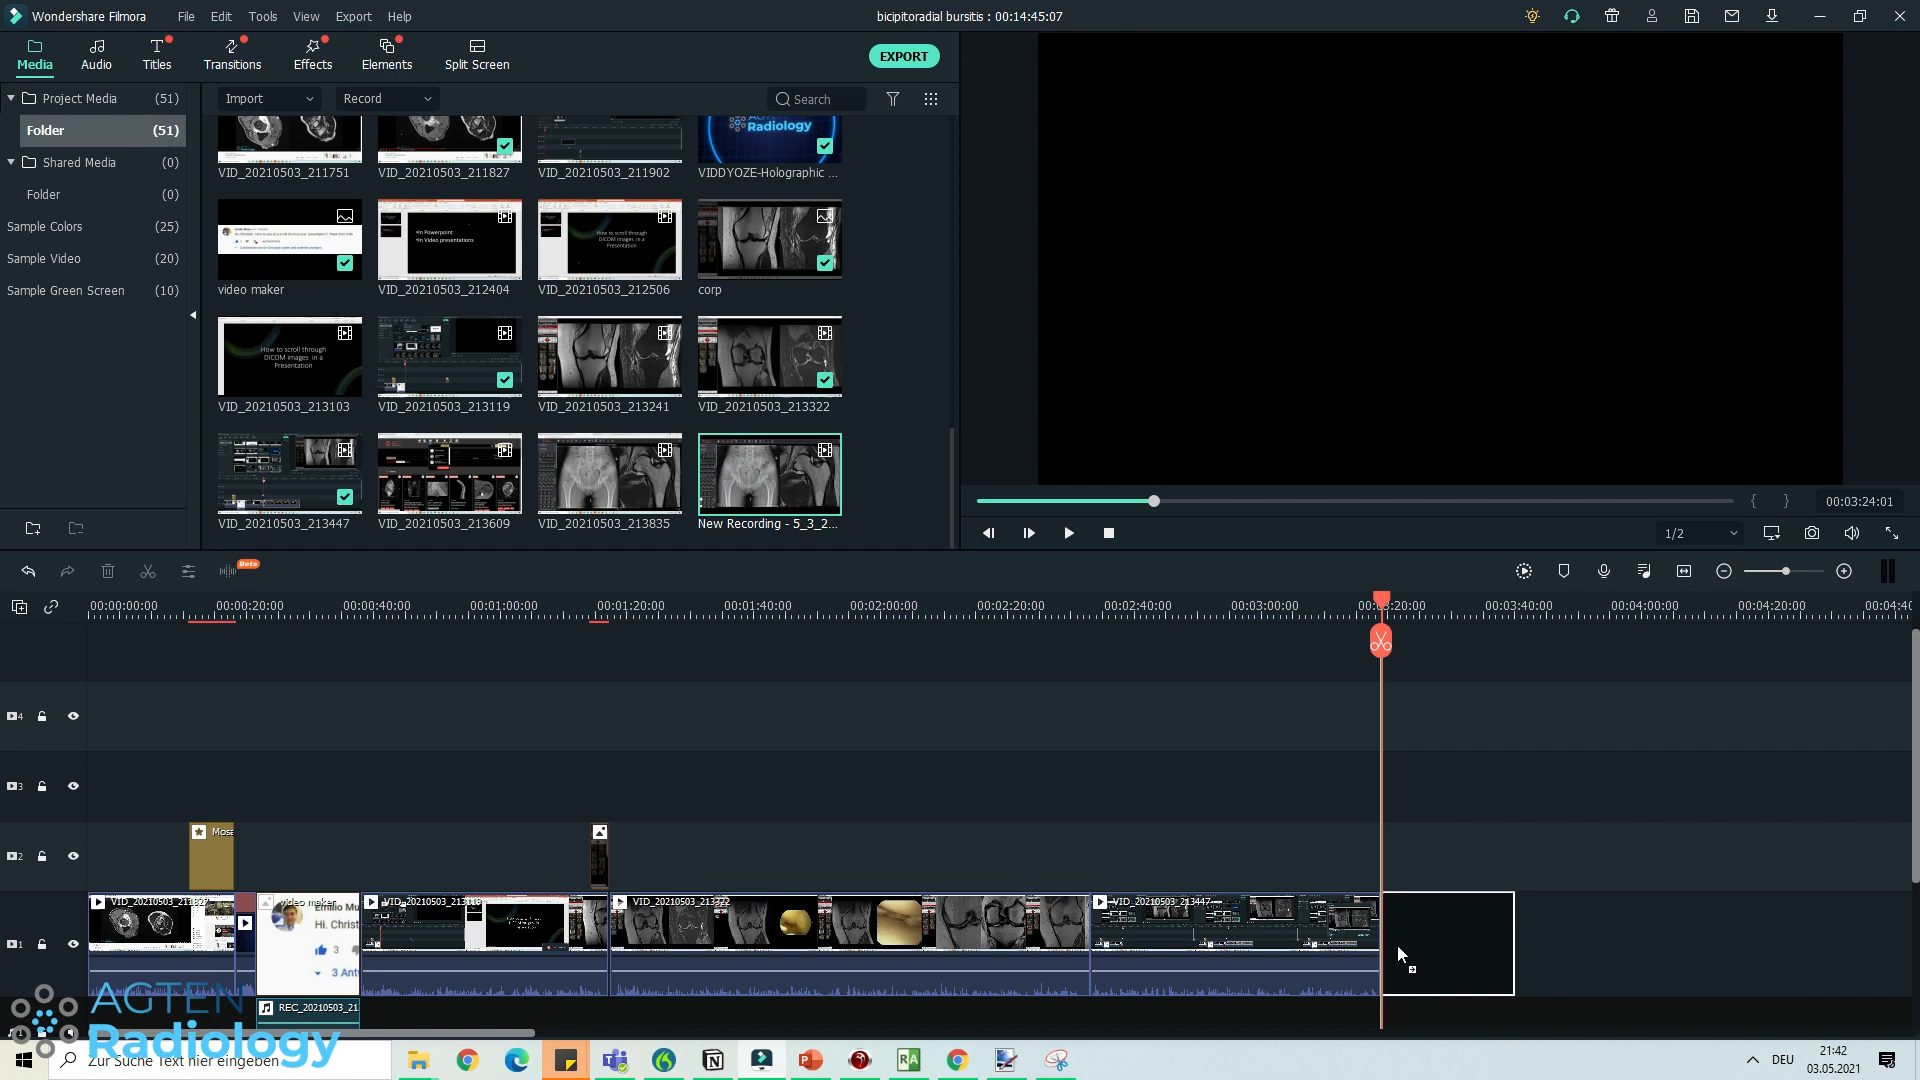 Wondershare Filmora File Edit Tools View Export Help
bicipitoradial bursitis : 00:14:45:07
Media Audio Titles Transitions Effects Elements Split Screen
EXPORT
Project Media (51)
Folder (51)
Shared Media (0)
Folder (0)
Sample Colors (25)
Sample Video (20)
Sample Green Screen (10)
Import Record Search
Radiology
VID_20210503_211751 VID_20210503_211827 VID_20210503_211902 VIDDYOZE-Holographic ...
•In Powerpoint
•In Video presentations
How to scroll through
DICOM images in a
Presentation
video maker VID_20210503_212404 VID_20210503_212506 corp
How to scroll through
DICOM images in a
Presentation
VID_20210503_213103 VID_20210503_213119 VID_20210503_213241 VID_20210503_213322
VID_20210503_213447 VID_20210503_213609 VID_20210503_213835 New Recording - 5_3_2...
00:03:24:01
1/2
Beta
00:00:00:00 00:00:20:00 00:00:40:00 00:01:00:00 00:01:20:00 00:01:40:00 00:02:00:00 00:02:20:00 00:02:40:00 00:03:00:00 00:03:20:00 00:03:40:00 00:04:00:00 00:04:20:00 00:04:40
4
3
2
Mosa
1
VID_20210503_211827 video maker VID_20210503_213119 VID_20210503_213322 VID_20210503_213447
Emilio Mu
Hi. Christ
3
3 Ant
REC_20210503_21
AGTEN
Radiology
Zur Suche Text hier eingeben
DEU
21:42
03.05.2021